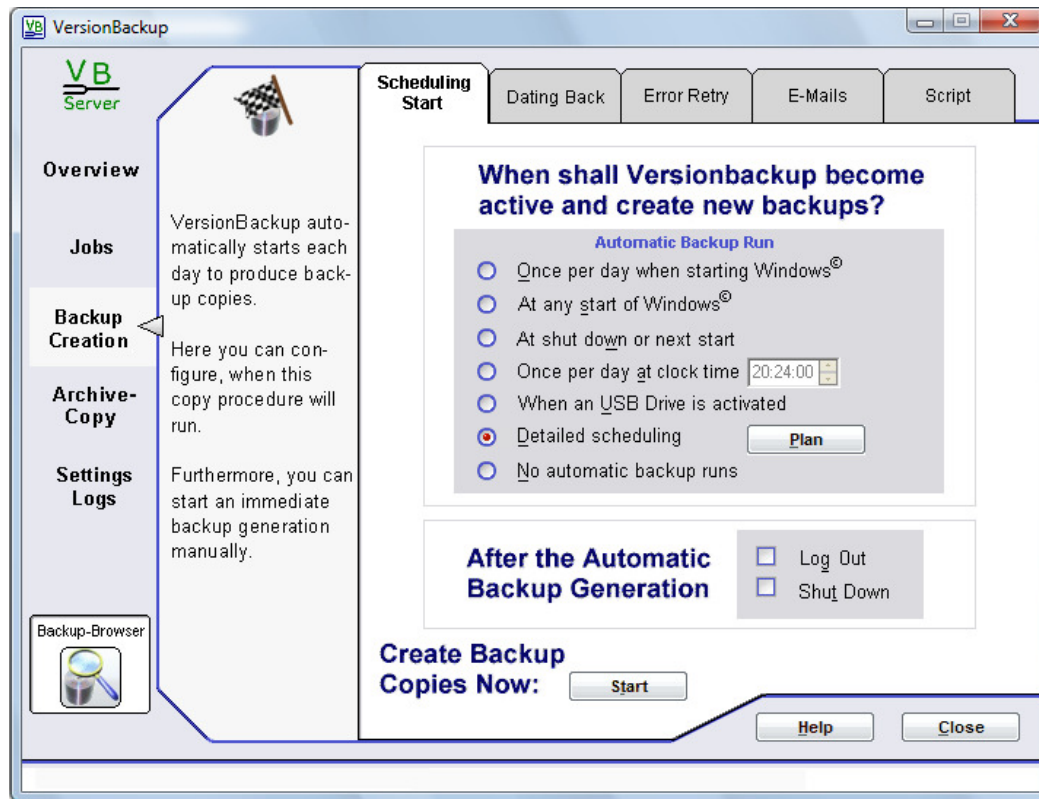 VB VersionBackup
VB
Server
Overview
Jobs
Backup
Creation
Archive-
Copy
Settings
Logs
Backup-Browser
VersionBackup auto-
matically starts each
day to produce back-
up copies.
Here you can con-
figure, when this
copy procedure will
run.
Furthermore, you can
start an immediate
backup generation
manually.
Scheduling
Start
Dating Back
Error Retry
E-Mails
Script
When shall Versionbackup become
active and create new backups?
Automatic Backup Run
Once per day when starting Windows©
At any start of Windows©
At shut down or next start
Once per day at clock time 20:24:00
When an USB Drive is activated
Detailed scheduling Plan
No automatic backup runs
After the Automatic
Backup Generation
Log Out
Shut Down
Create Backup
Copies Now: Start
Help Close